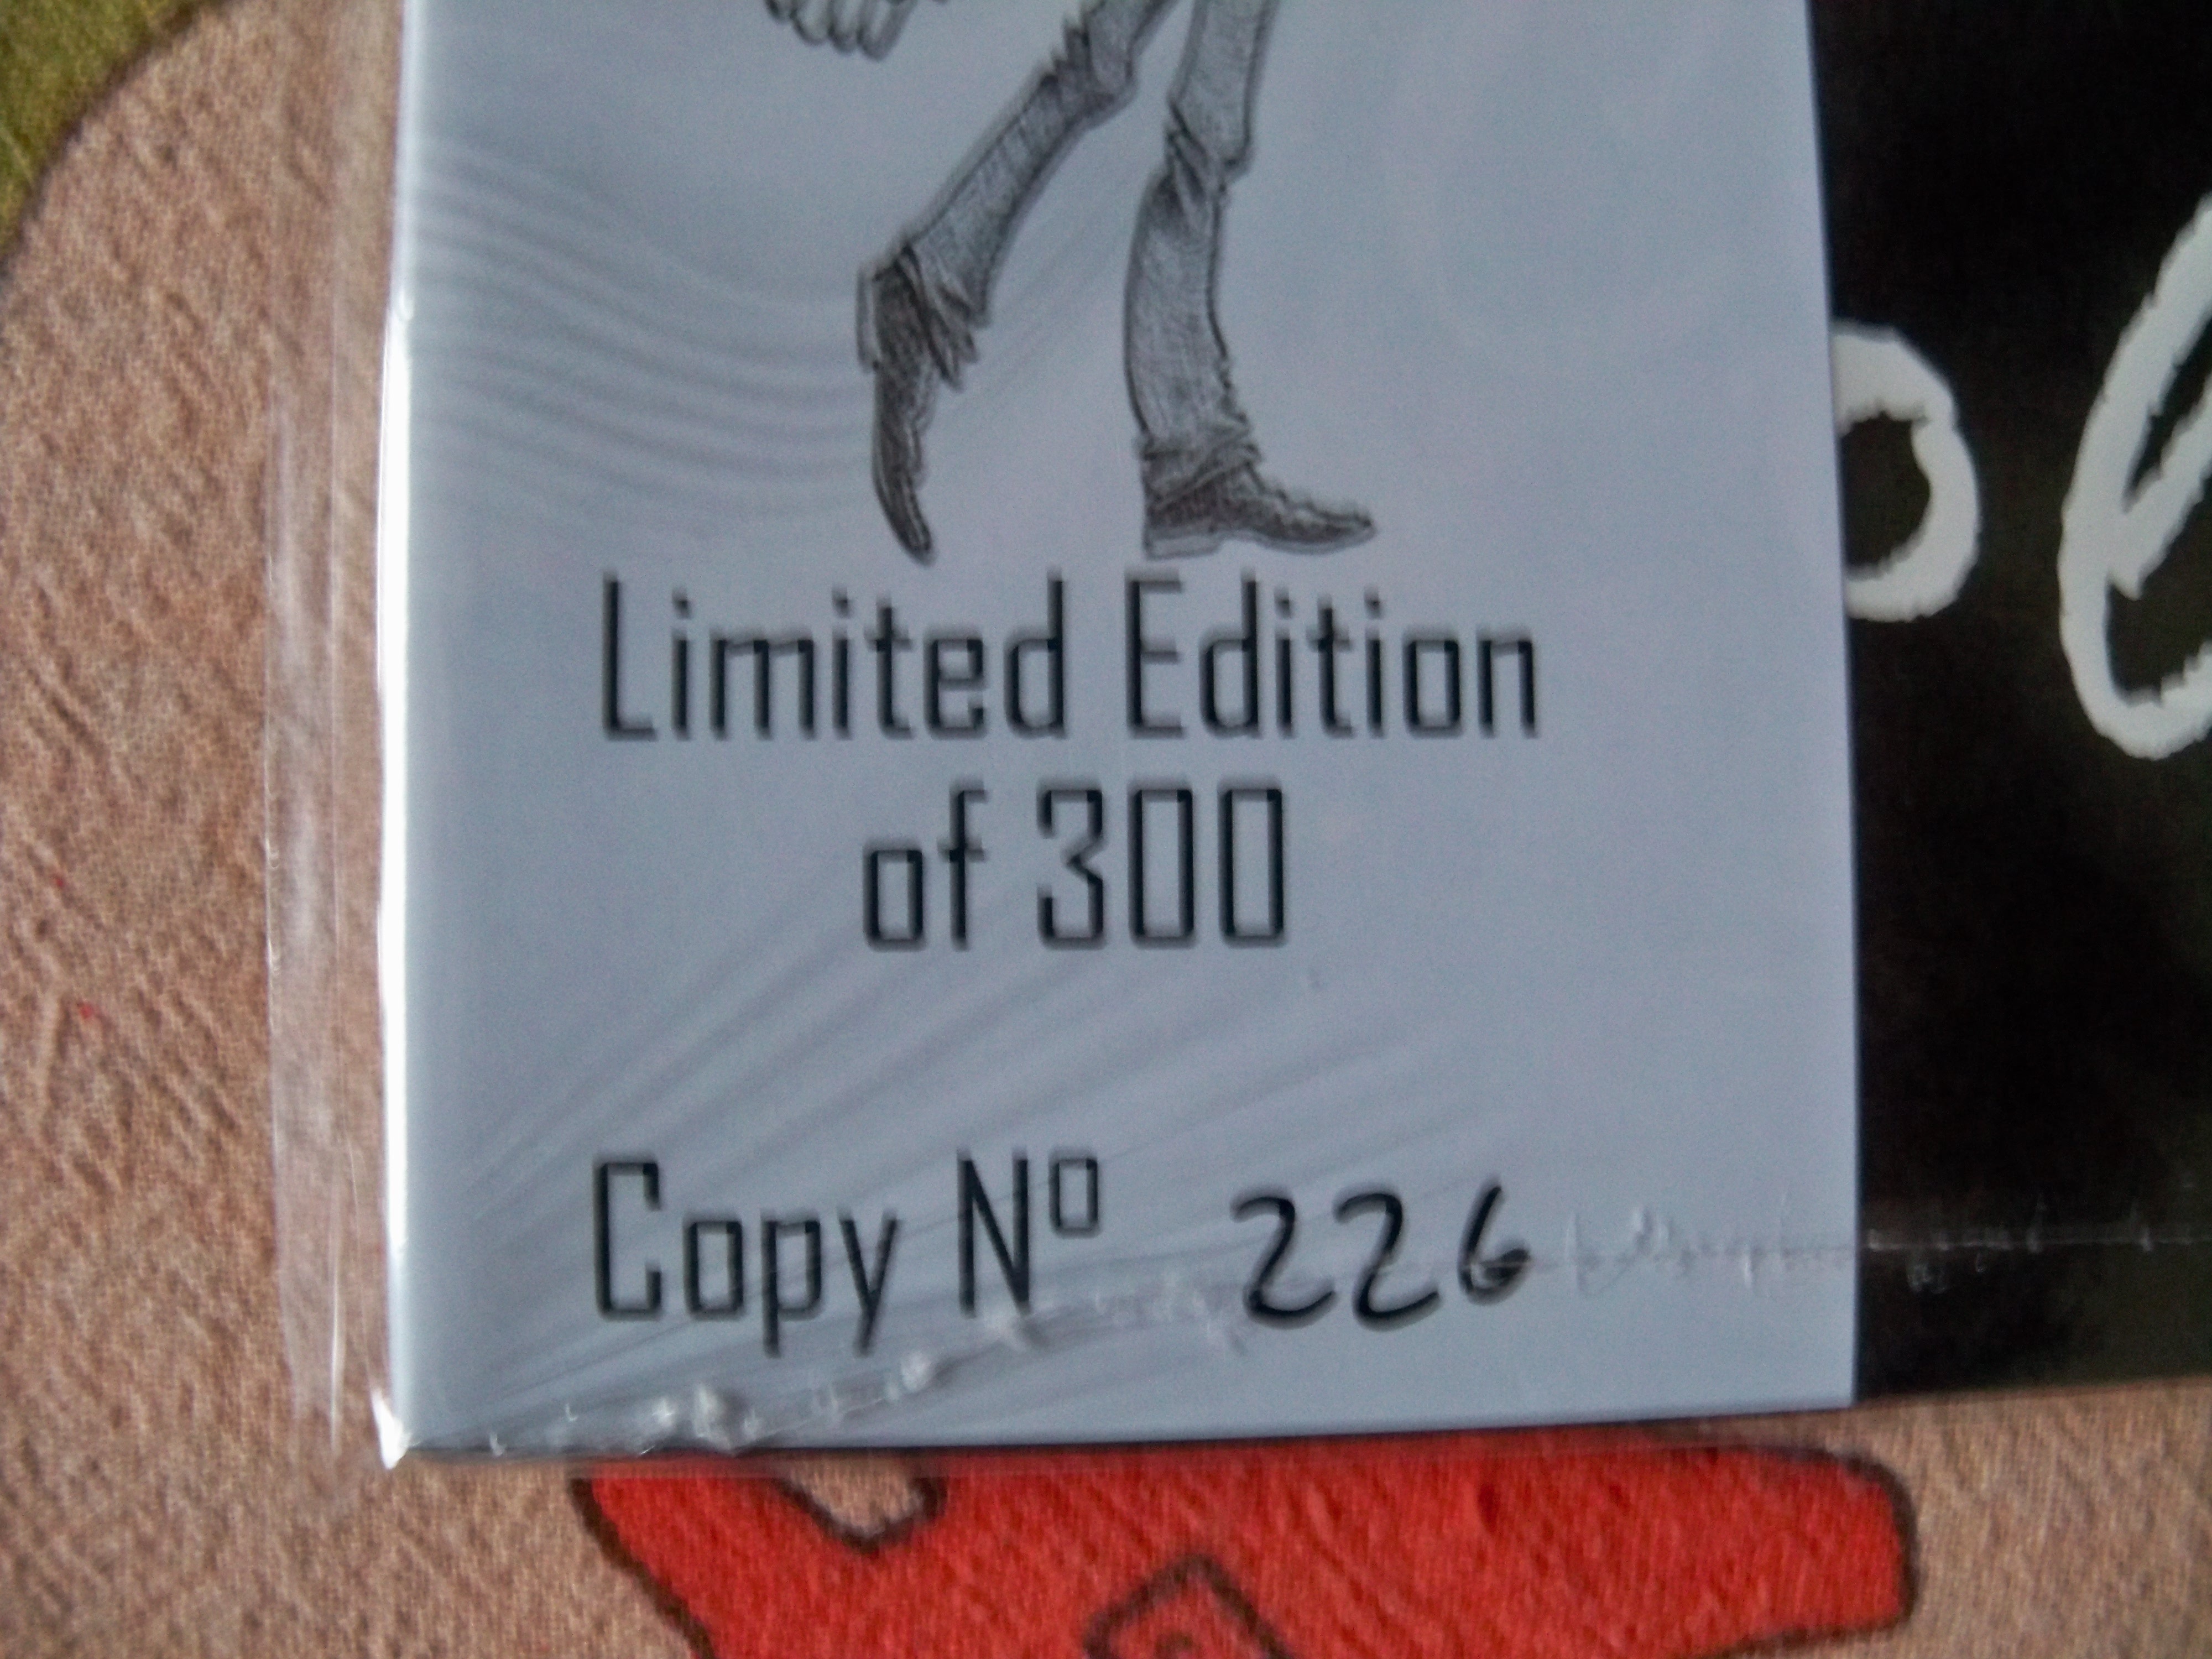 Limited Edition
of 300
Copy Nº 226